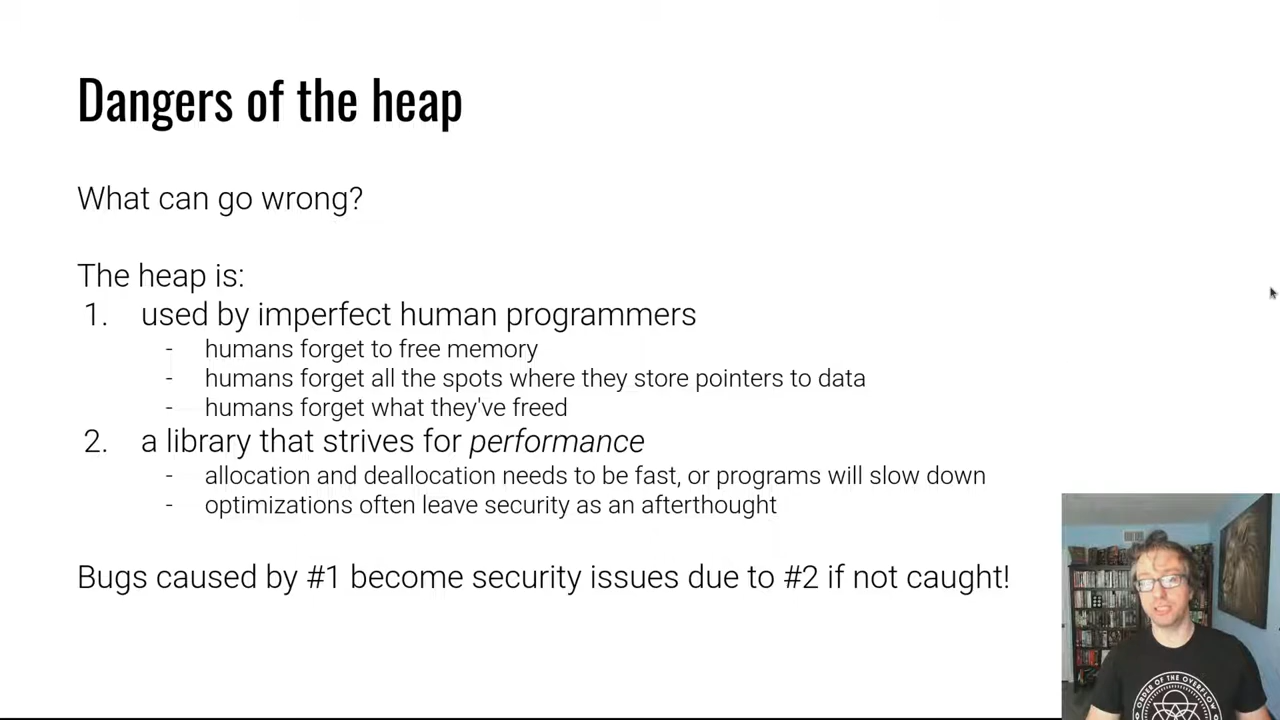 Dangers of the heap
What can go wrong?
The heap is:
1. used by imperfect human programmers
- humans forget to free memory
- humans forget all the spots where they store pointers to data
- humans forget what they've freed
2. a library that strives for performance
- allocation and deallocation needs to be fast, or programs will slow down
- optimizations often leave security as an afterthought
Bugs caused by #1 become security issues due to #2 if not caught!
ORDER OF THE OVERFLOW